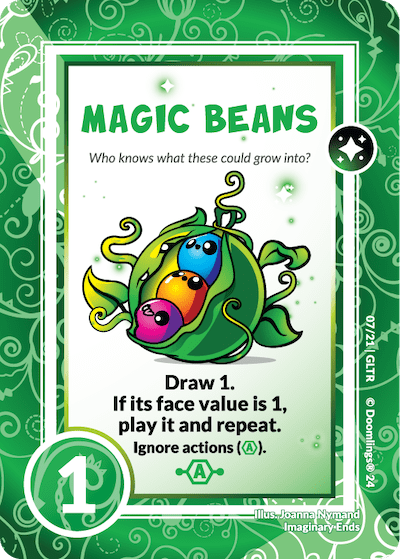 MAGIC BEANS
Who knows what these could grow into?
Draw 1.
If its face value is 1,
play it and repeat.
Ignore actions (A).
A
1
07/21 | GLTR © Doomlings® 24
Illus. Joanna Nymand
Imaginary Ends